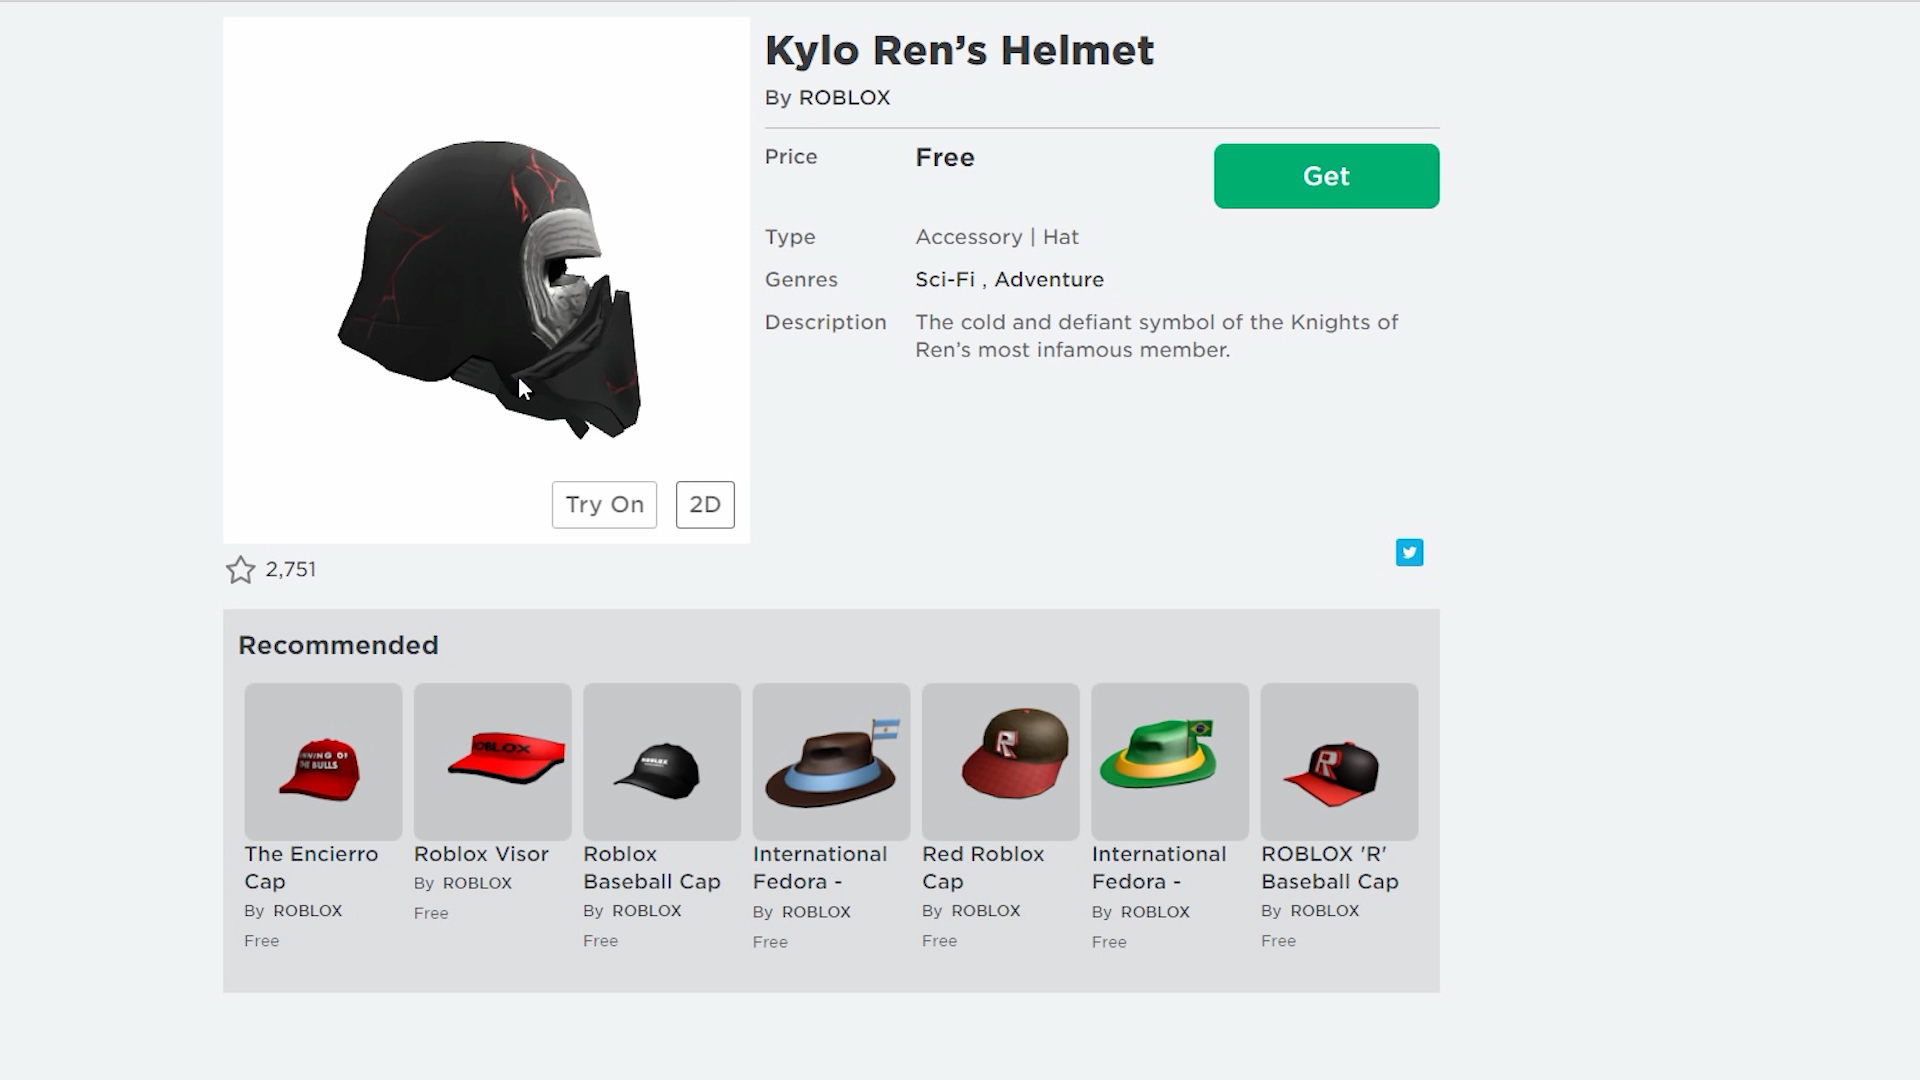 Kylo Ren’s Helmet
By ROBLOX
Price Free
Get
Type Accessory | Hat
Genres Sci-Fi , Adventure
Description The cold and defiant symbol of the Knights of
Ren’s most infamous member.
Try On
2D
2,751
Recommended
THE BULLS
ROBLOX
R
R
The Encierro
Cap
By ROBLOX
Free
Roblox Visor
By ROBLOX
Free
Roblox
Baseball Cap
By ROBLOX
Free
International
Fedora -
By ROBLOX
Free
Red Roblox
Cap
By ROBLOX
Free
International
Fedora -
By ROBLOX
Free
ROBLOX 'R'
Baseball Cap
By ROBLOX
Free